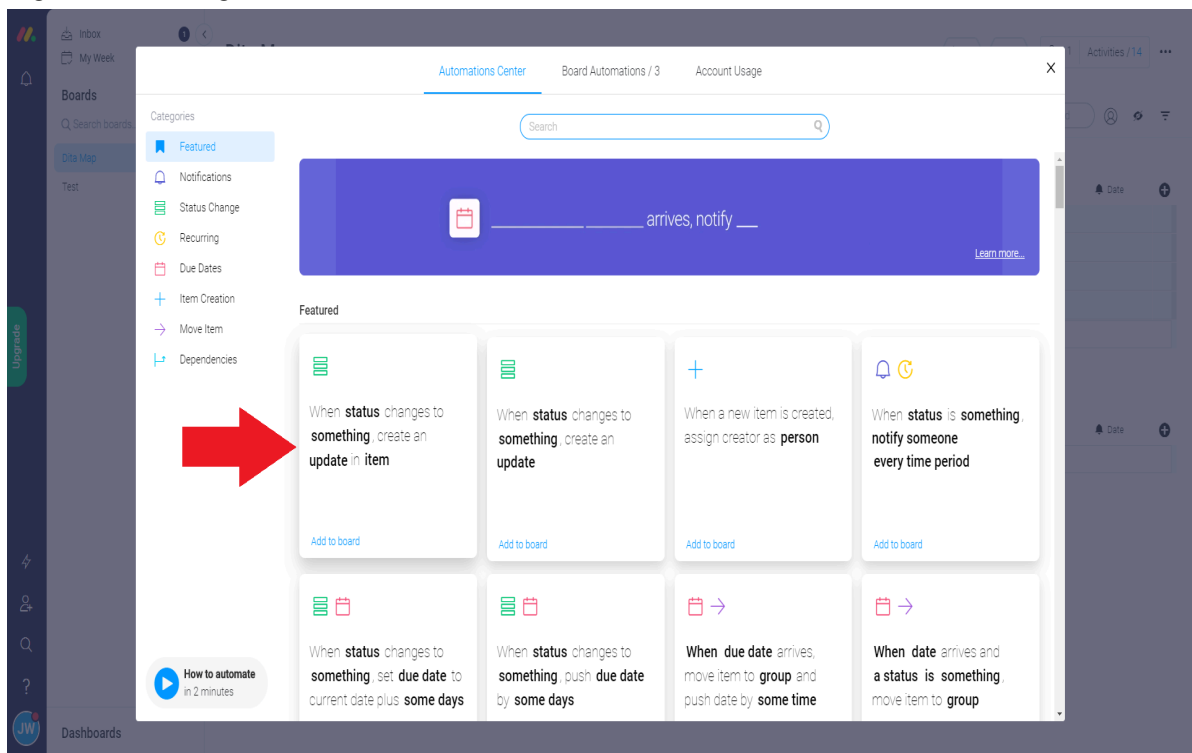 Inbox
My Week
Boards
Search boards
Dita Map
Test
Dashboards
Upgrade
JW
1
Activities / 14
Date
Date
Automations Center
Board Automations / 3
Account Usage
X
Categories
Featured
Notifications
Status Change
Recurring
Due Dates
Item Creation
Move Item
Dependencies
How to automate
in 2 minutes
Search
arrives, notify
Learn more...
Featured
When status changes to
something, create an
update in item
Add to board
When status changes to
something, create an
update
Add to board
When a new item is created,
assign creator as person
Add to board
When status is something,
notify someone
every time period
Add to board
When status changes to
something, set due date to
current date plus some days
When status changes to
something, push due date
by some days
When due date arrives,
move item to group and
push date by some time
When date arrives and
a status is something,
move item to group